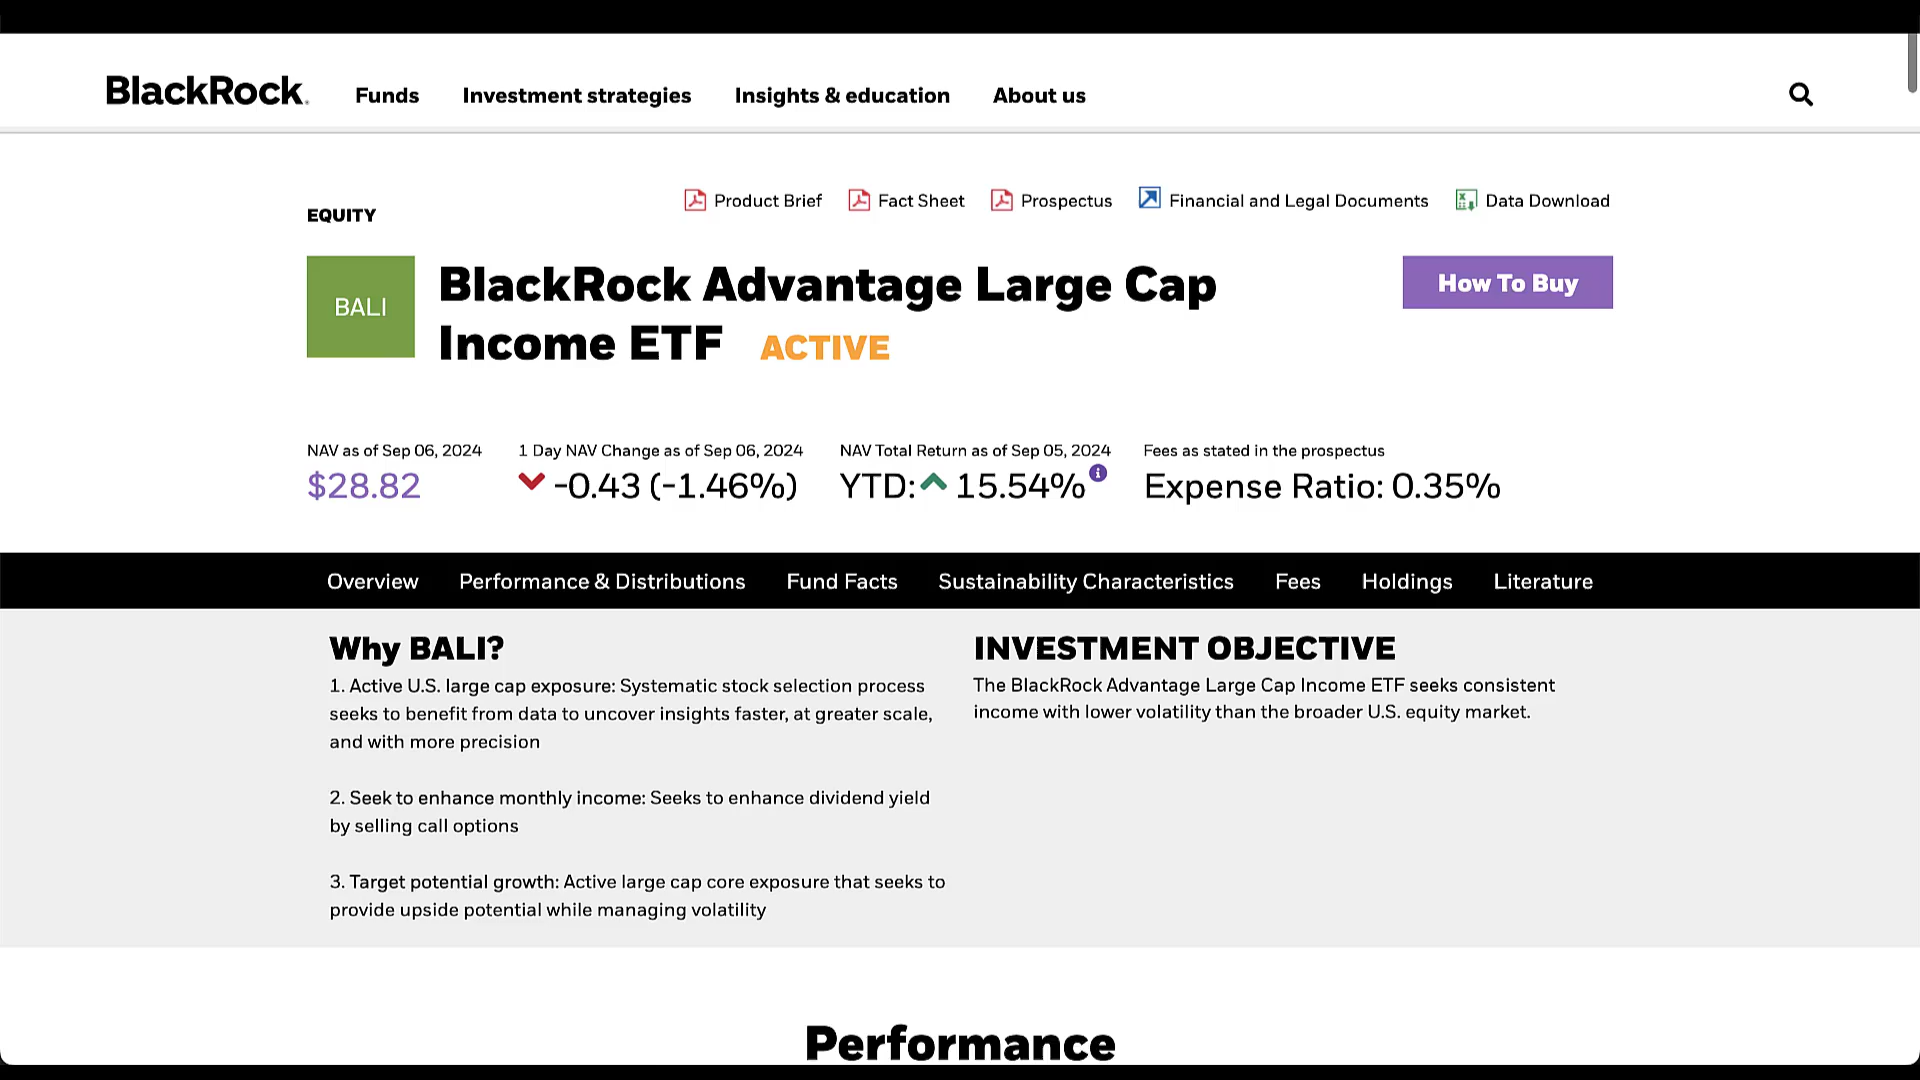 BlackRock.
Funds
Investment strategies
Insights & education
About us
EQUITY
Product Brief
Fact Sheet
Prospectus
Financial and Legal Documents
Data Download
BALI
BlackRock Advantage Large Cap
Income ETF ACTIVE
How To Buy
NAV as of Sep 06, 2024
$28.82
1 Day NAV Change as of Sep 06, 2024
-0.43 (-1.46%)
NAV Total Return as of Sep 05, 2024
YTD: 15.54%
Fees as stated in the prospectus
Expense Ratio: 0.35%
Overview
Performance & Distributions
Fund Facts
Sustainability Characteristics
Fees
Holdings
Literature
Why BALI?
1. Active U.S. large cap exposure: Systematic stock selection process
seeks to benefit from data to uncover insights faster, at greater scale,
and with more precision
2. Seek to enhance monthly income: Seeks to enhance dividend yield
by selling call options
3. Target potential growth: Active large cap core exposure that seeks to
provide upside potential while managing volatility
INVESTMENT OBJECTIVE
The BlackRock Advantage Large Cap Income ETF seeks consistent
income with lower volatility than the broader U.S. equity market.
Performance